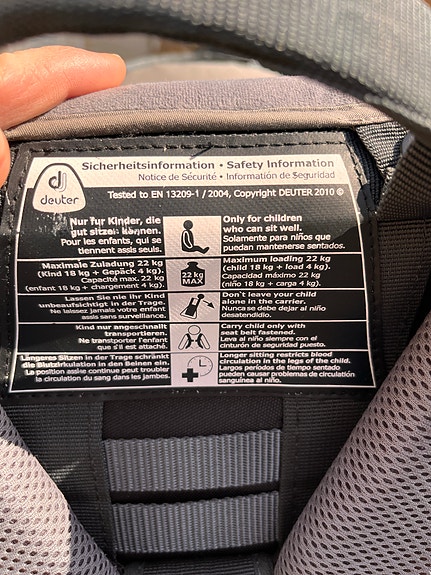 Sicherheitsinformation • Safety Information
Notice de Sécurité • Información de Seguridad
deuter
Tested to EN 13209-1 / 2004, Copyright DEUTER 2010 ©
Nur für Kinder, die
gut sitzen können.
Pour les enfants, qui se
tiennent assis seuls.
Only for children
who can sit well.
Solamente para niños que
puedan mantenerse sentados.
Maximale Zuladung 22 kg
(Kind 18 kg + Gepäck 4 kg).
Capacité max. 22 kg
(enfant 18 kg + chargement 4 kg).
22 kg
MAX
Maximum loading 22 kg
(child 18 kg + load 4 kg).
Capacidad máximo 22 kg
(niño 18 kg + carga 4 kg).
Lassen Sie nie Ihr Kind
unbeaufsichtigt in der Trage.
Ne laissez jamais votre enfant
assis sans surveillance.
Don't leave your child
alone in the carrier.
Nunca se debe dejar al niño
desatendido.
Kind nur angeschnallt
transportieren.
Ne transporter l'enfant
que s'il est attaché.
Carry child only with
seat belt fastened.
Leva al niño siempre con el
cinturón de seguridad puesto.
Längeres Sitzen in der Trage schränkt
die Blutzirkulation in den Beinen ein.
La position assise continue peut troubler
la circulation du sang dans les jambes.
Longer sitting restricts blood
circulation in the legs of the child.
Largos períodos de tiempo sentado
pueden causar problemas de circulación
sanguínea al niño.